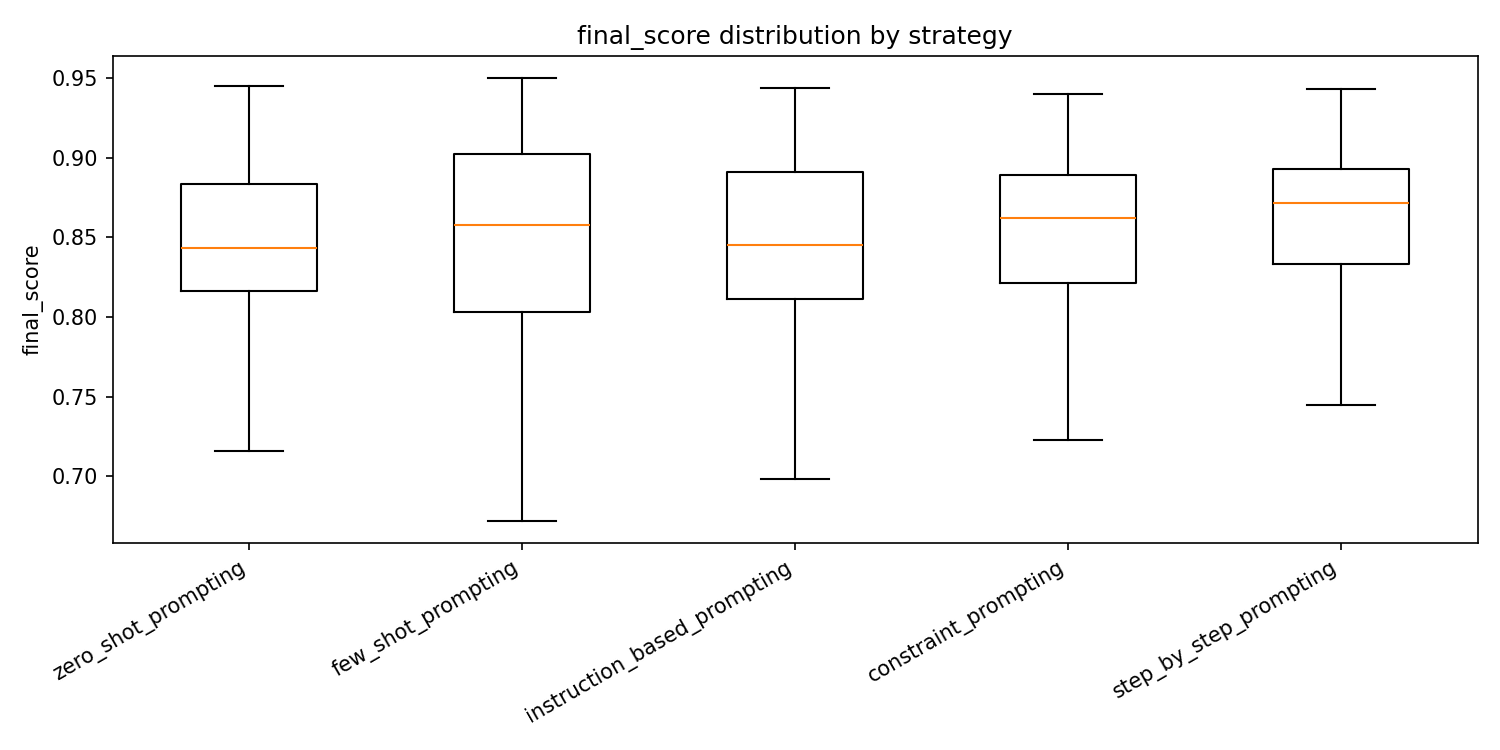 final_score distribution by strategy
final_score
0.95
0.90
0.85
0.80
0.75
0.70
zero_shot_prompting
few_shot_prompting
instruction_based_prompting
constraint_prompting
step_by_step_prompting